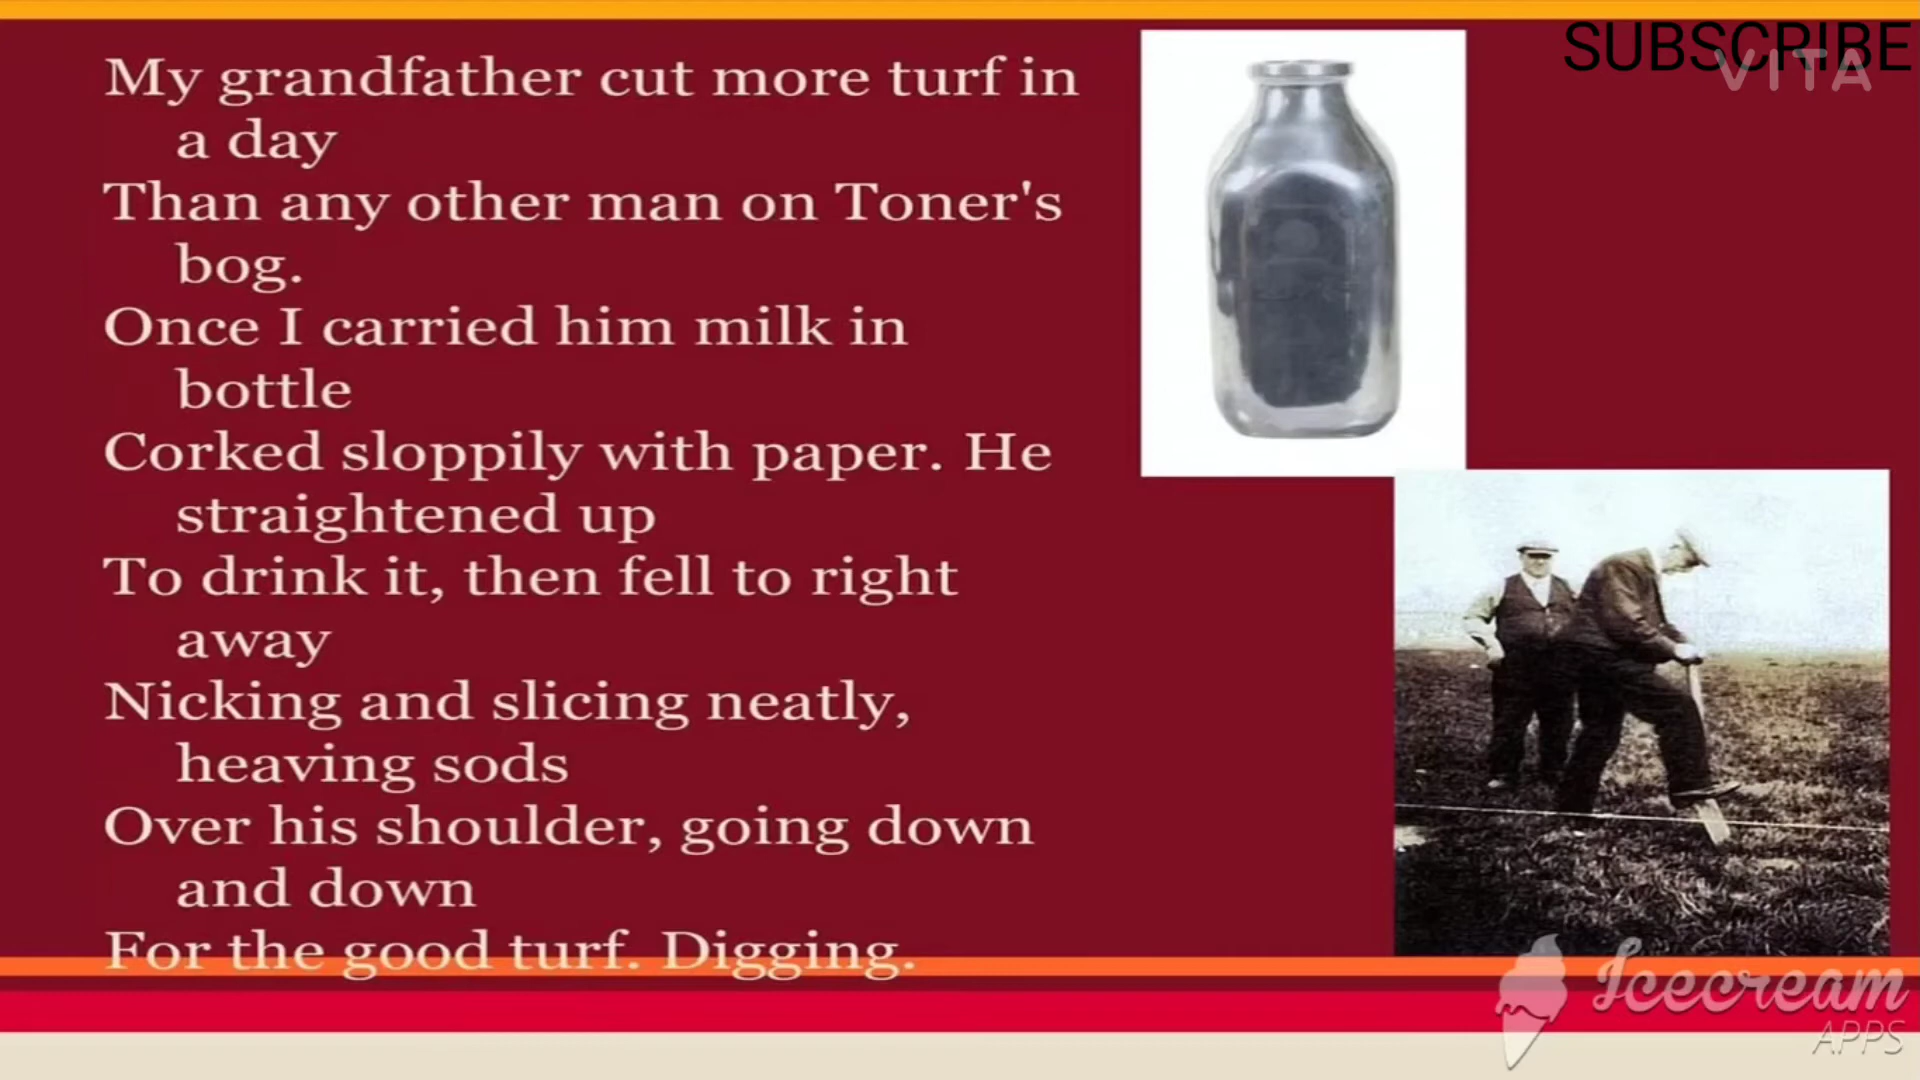 My grandfather cut more turf in
a day
Than any other man on Toner's
bog.
Once I carried him milk in
bottle
Corked sloppily with paper. He
straightened up
To drink it, then fell to right
away
Nicking and slicing neatly,
heaving sods
Over his shoulder, going down
and down
For the good turf. Digging.
SUBSCRIBE
VITA
Icecream
APPS